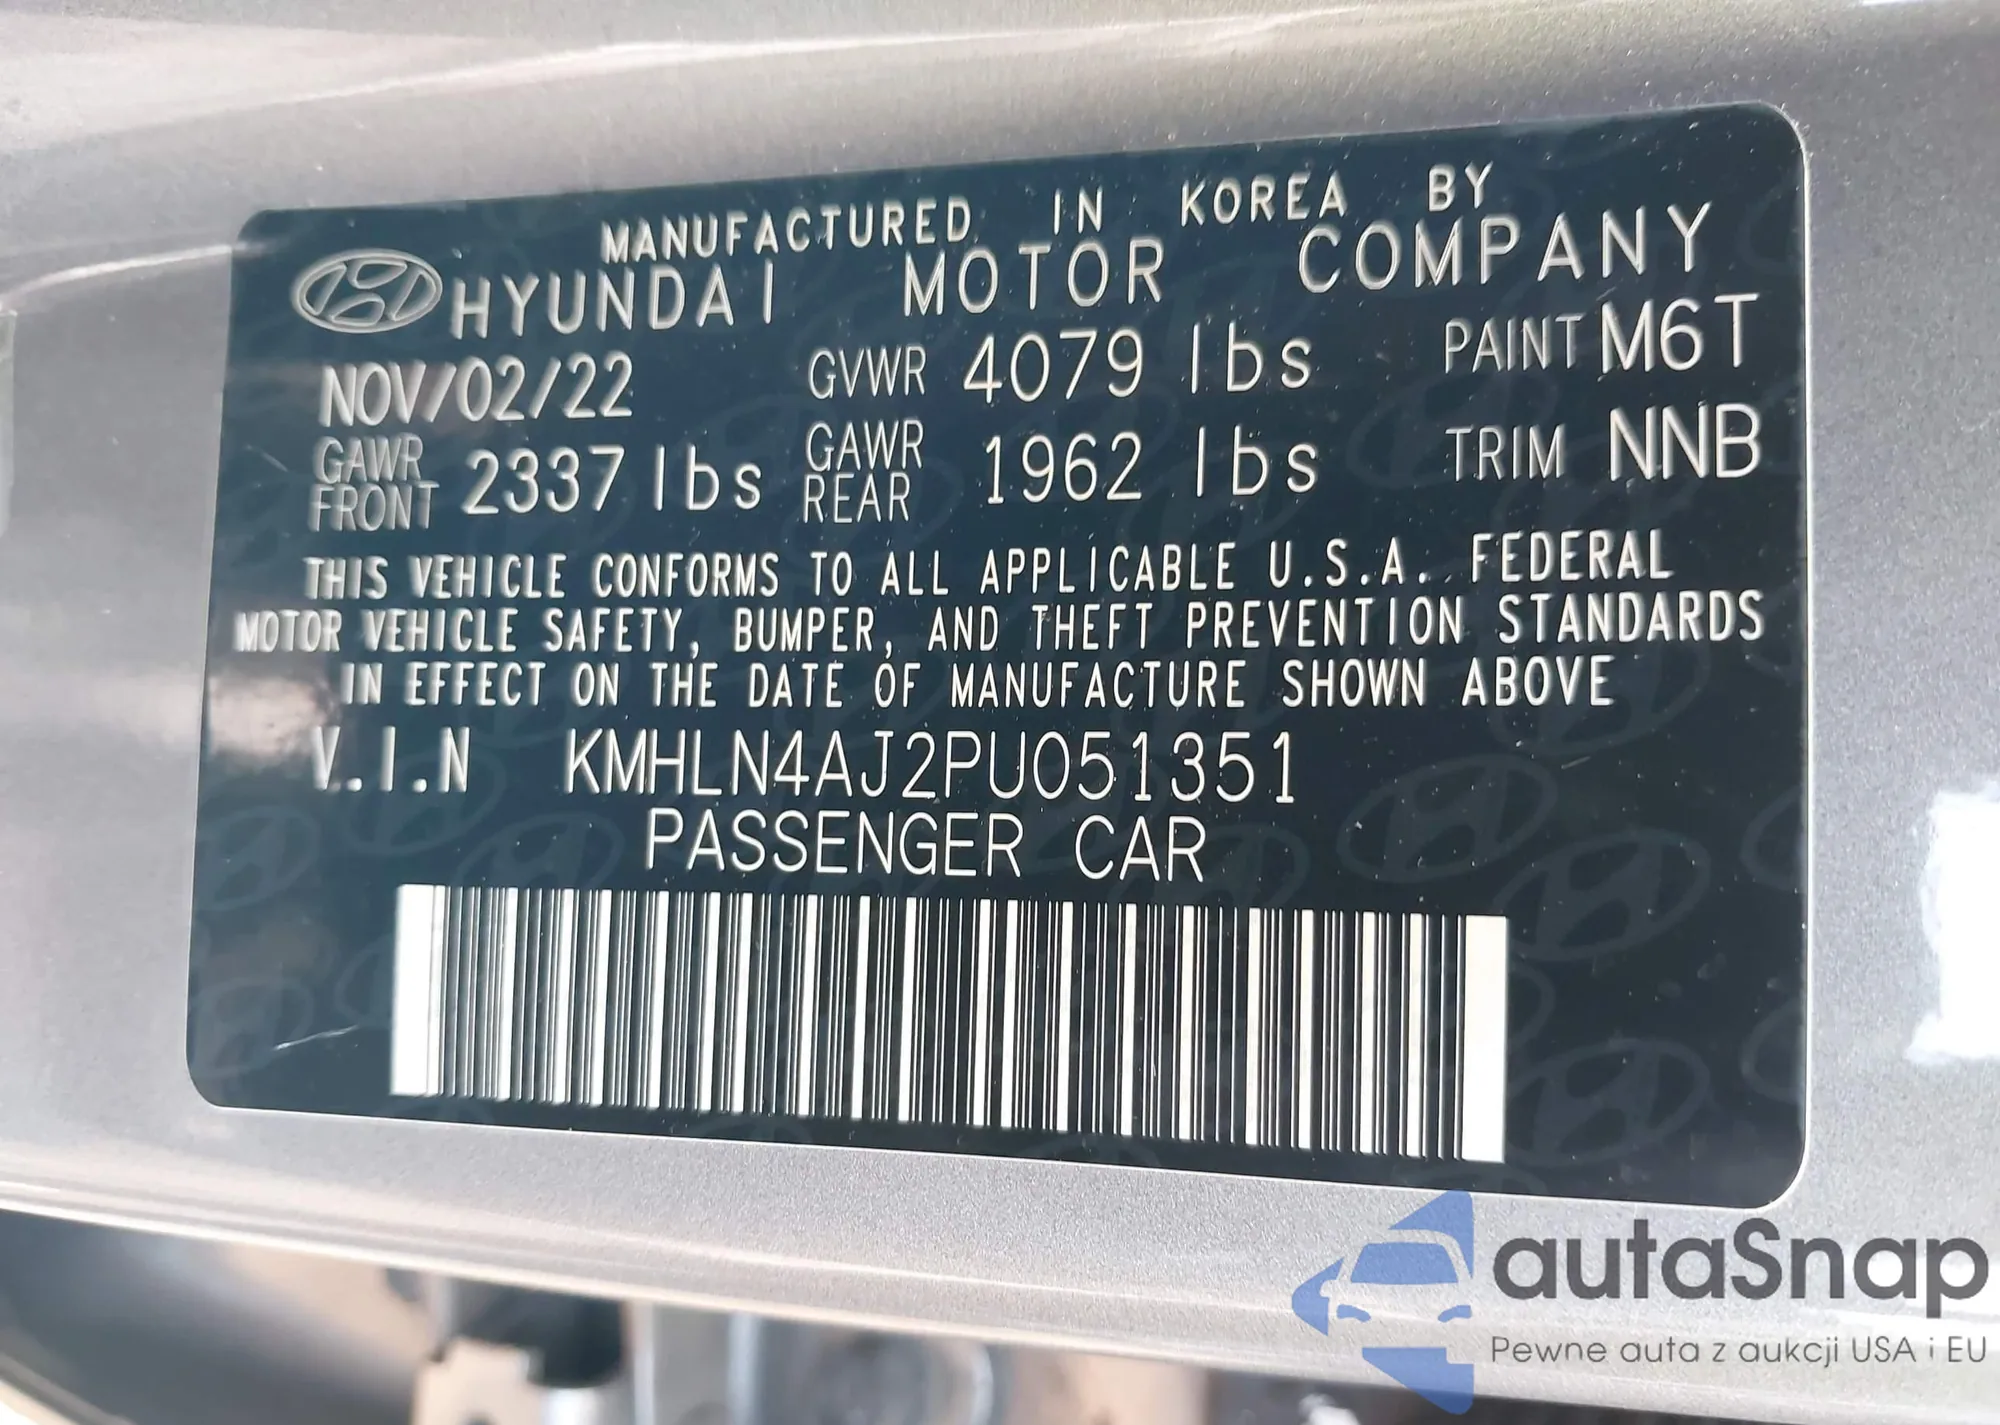 MANUFACTURED IN KOREA BY
HYUNDAI MOTOR COMPANY
NOV/02/22 GVWR 4079 lbs PAINT M6T
GAWR FRONT 2337 lbs GAWR REAR 1962 lbs TRIM NNB
THIS VEHICLE CONFORMS TO ALL APPLICABLE U.S.A. FEDERAL
MOTOR VEHICLE SAFETY, BUMPER, AND THEFT PREVENTION STANDARDS
IN EFFECT ON THE DATE OF MANUFACTURE SHOWN ABOVE
V.I.N KMHLN4AJ2PU051351
PASSENGER CAR
autaSnap
Pewne auta z aukcji USA i EU